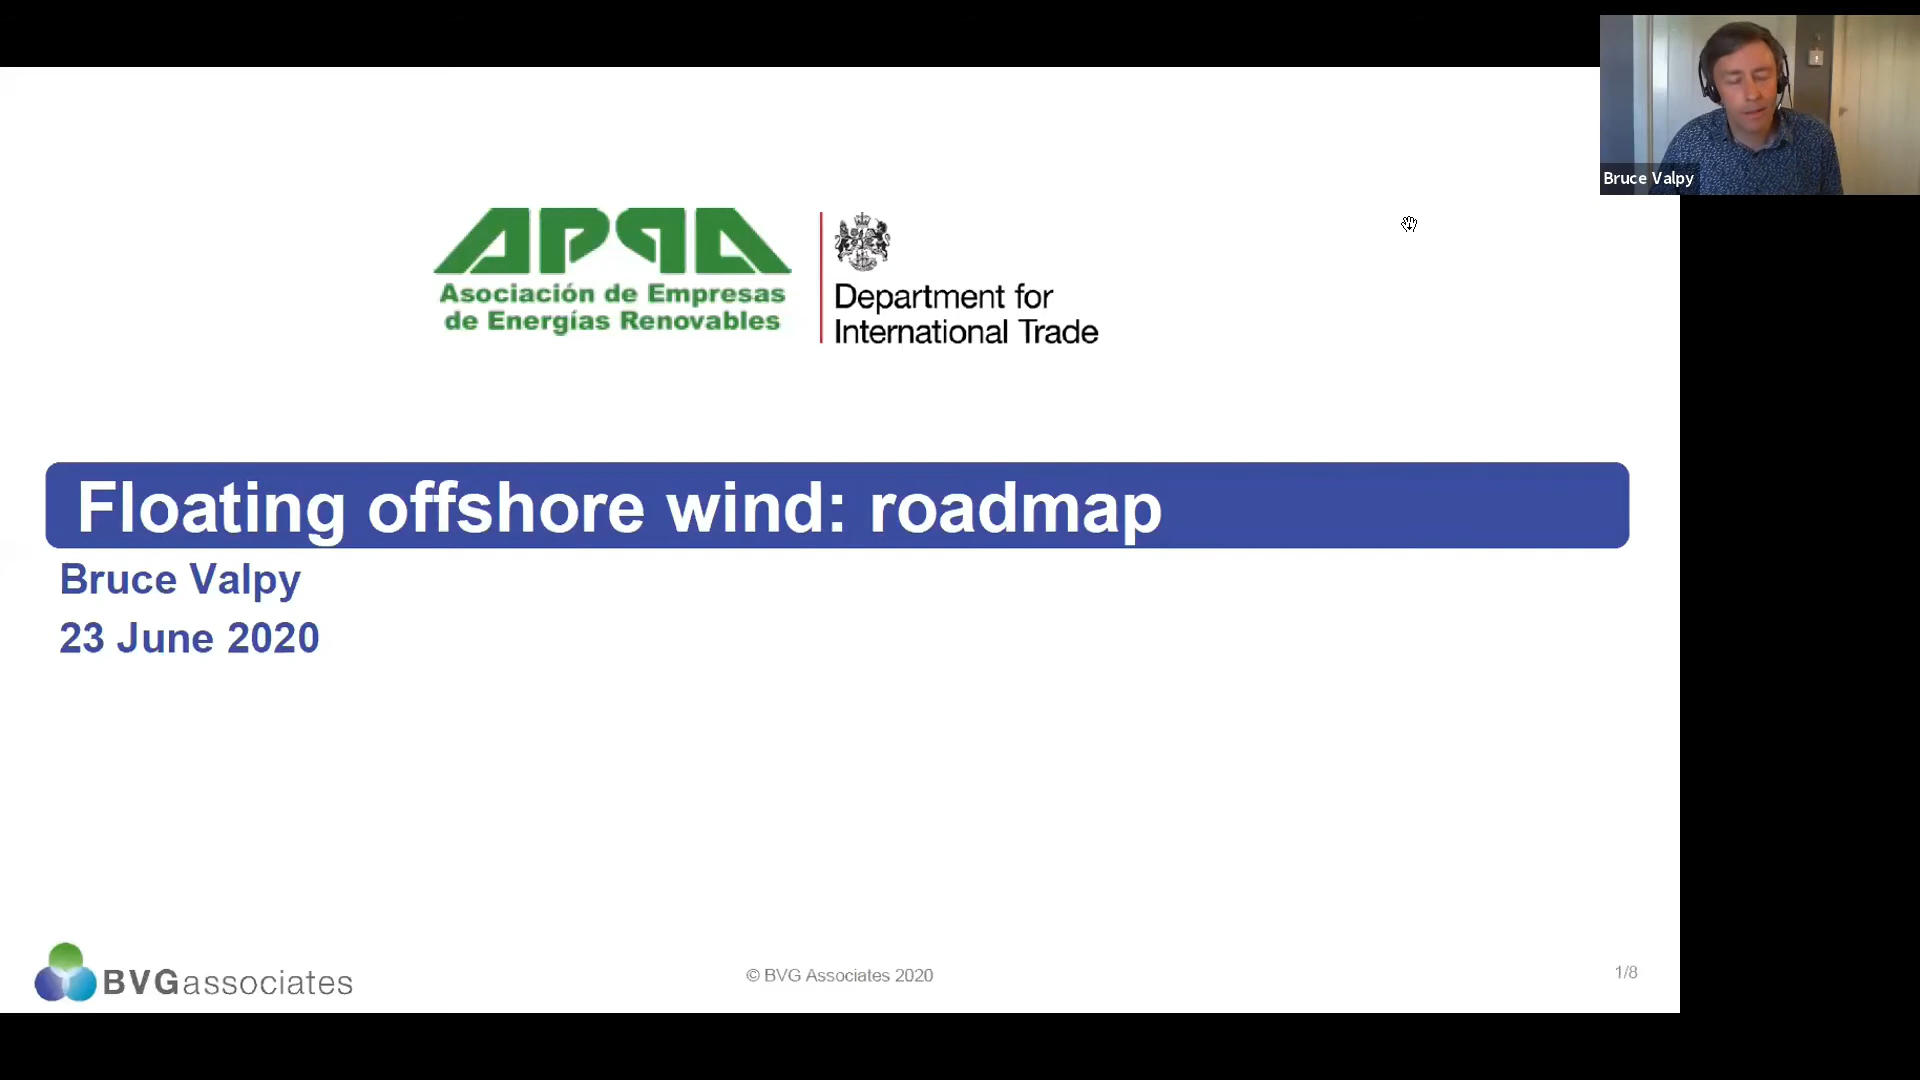 Bruce Valpy
APPA
Asociación de Empresas
de Energías Renovables
Department for
International Trade
Floating offshore wind: roadmap
Bruce Valpy
23 June 2020
BVGassociates
© BVG Associates 2020
1/8